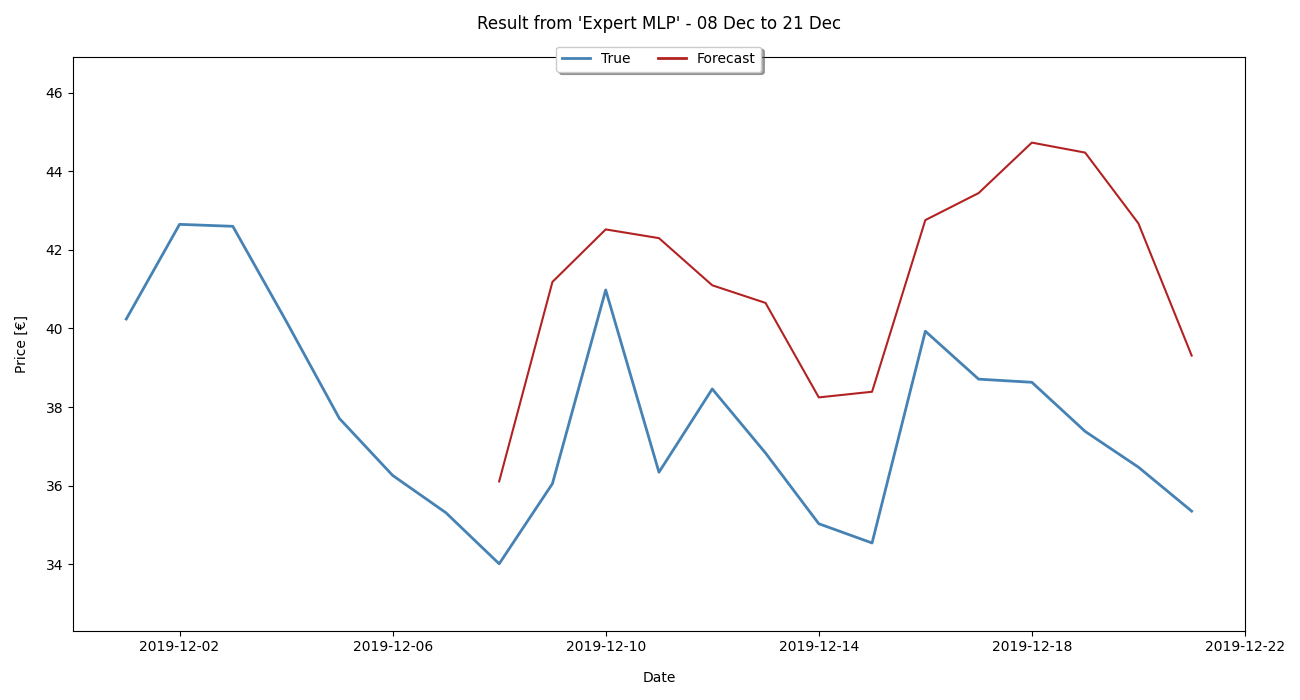 Result from 'Expert MLP' - 08 Dec to 21 Dec
True Forecast
46
44
42
40
38
36
34
Price [€]
2019-12-02 2019-12-06 2019-12-10 2019-12-14 2019-12-18 2019-12-22
Date